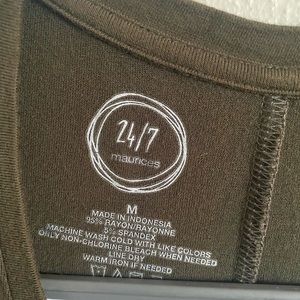 24/7
maurices
M
MADE IN INDONESIA
95% RAYON/RAYONNE
5% SPANDEX
MACHINE WASH COLD WITH LIKE COLORS
ONLY NON-CHLORINE BLEACH WHEN NEEDED
LINE DRY
WARM IRON IF NEEDED